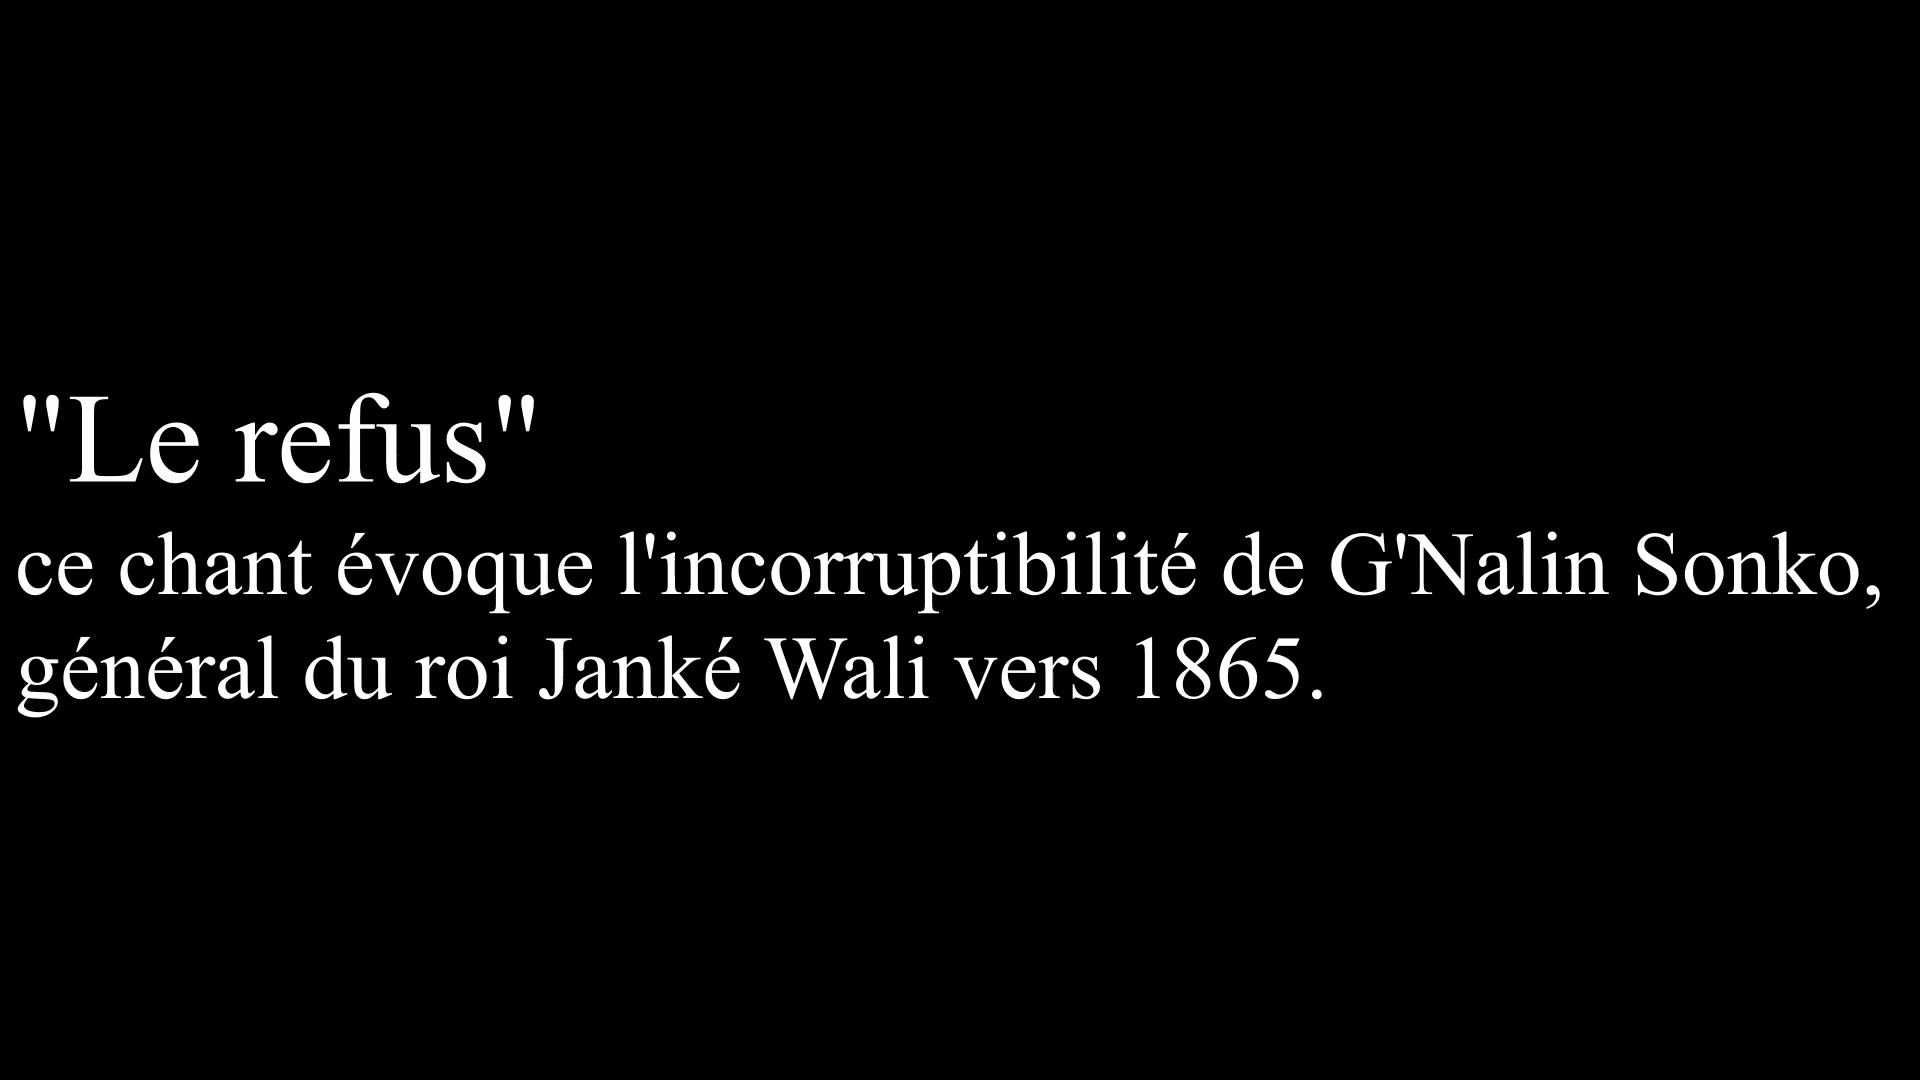 "Le refus"
ce chant évoque l'incorruptibilité de G'Nalin Sonko,
général du roi Janké Wali vers 1865.